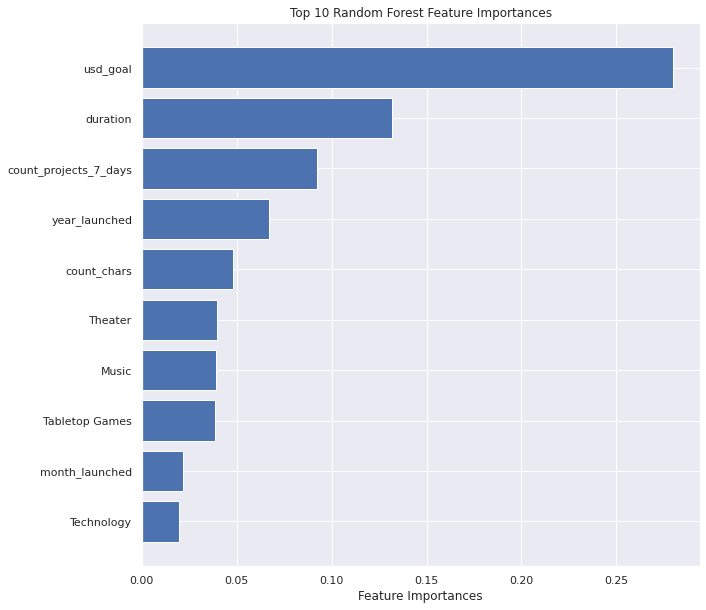 Top 10 Random Forest Feature Importances
usd_goal
duration
count_projects_7_days
year_launched
count_chars
Theater
Music
Tabletop Games
month_launched
Technology
0.00 0.05 0.10 0.15 0.20 0.25
Feature Importances